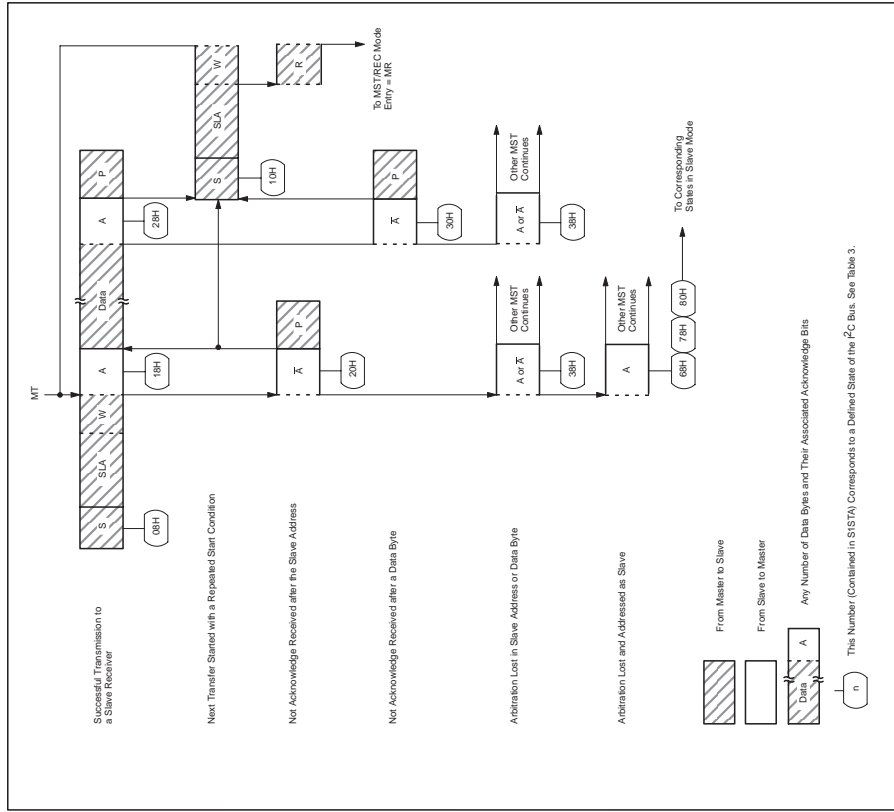 MT
Successful Transmission to
a Slave Receiver
S
SLA
W
A
Data
A
P
08H
18H
28H
Next Transfer Started with a Repeated Start Condition
S
SLA
W
10H
Not Acknowledge Received after the Slave Address
A̅
P
20H
R
To MST/REC Mode
Entry = MR
Not Acknowledge Received after a Data Byte
A̅
P
30H
Arbitration Lost in Slave Address or Data Byte
A or A̅
Other MST
Continues
38H
A or A̅
Other MST
Continues
38H
Arbitration Lost and Addressed as Slave
A
Other MST
Continues
68H
78H
80H
To Corresponding
States in Slave Mode
From Master to Slave
From Slave to Master
Data
A
Any Number of Data Bytes and Their Associated Acknowledge Bits
n
This Number (Contained in S1STA) Corresponds to a Defined State of the I²C Bus. See Table 3.